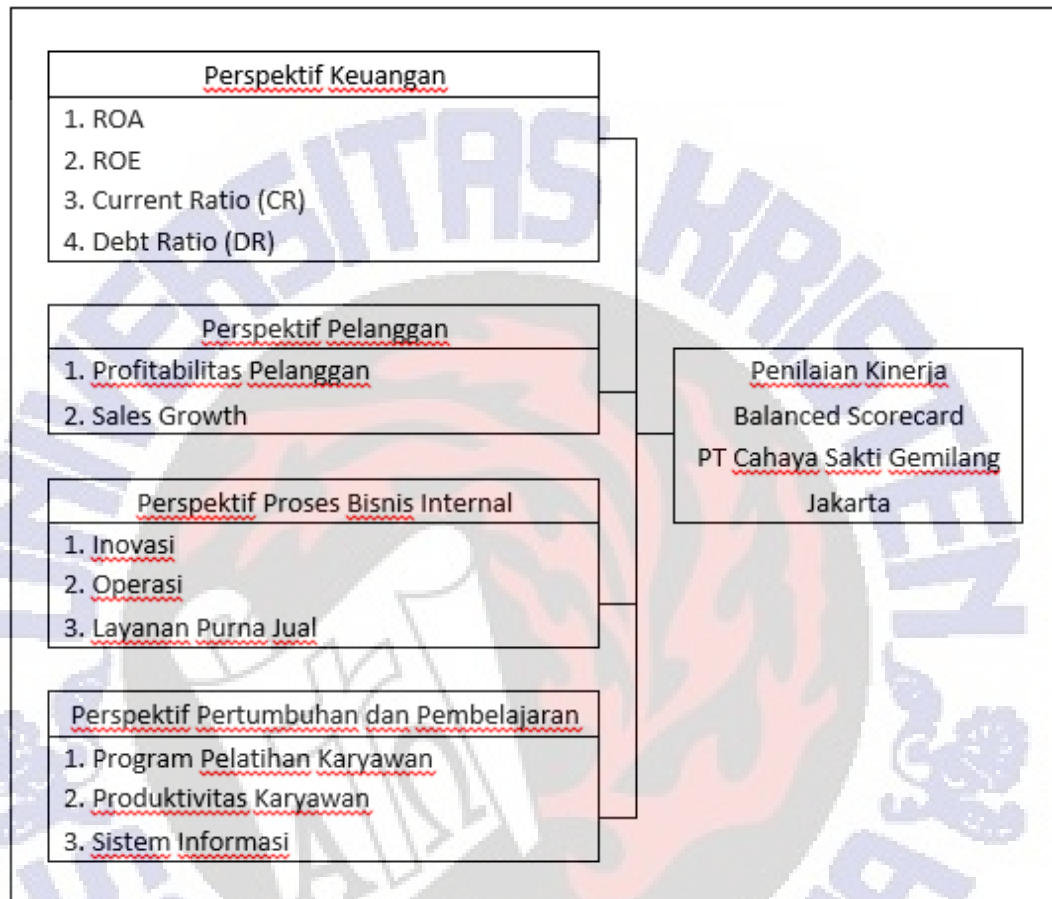 Perspektif Keuangan
1. ROA
2. ROE
3. Current Ratio (CR)
4. Debt Ratio (DR)
Perspektif Pelanggan
1. Profitabilitas Pelanggan
2. Sales Growth
Perspektif Proses Bisnis Internal
1. Inovasi
2. Operasi
3. Layanan Purna Jual
Perspektif Pertumbuhan dan Pembelajaran
1. Program Pelatihan Karyawan
2. Produktivitas Karyawan
3. Sistem Informasi
Penilaian Kinerja
Balanced Scorecard
PT Cahaya Sakti Gemilang
Jakarta
UNIVERSITAS KRISTEN